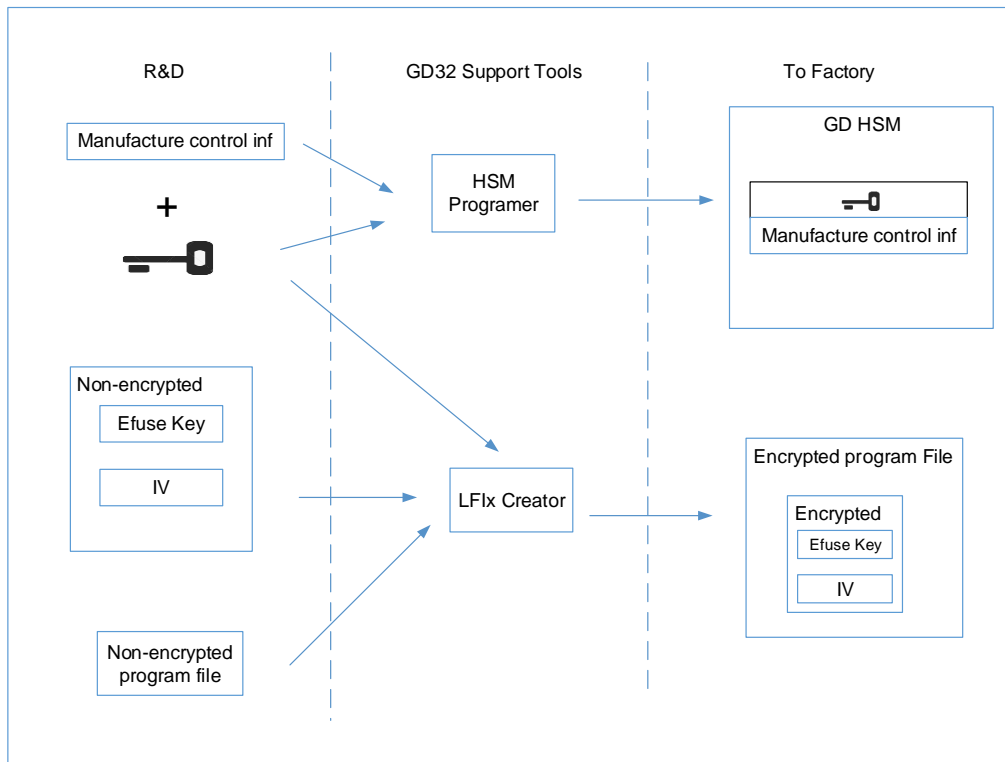 R&D
GD32 Support Tools
To Factory
Manufacture control inf
+
HSM
Programer
GD HSM
Manufacture control inf
Non-encrypted
Efuse Key
IV
LFIx Creator
Encrypted program File
Encrypted
Efuse Key
IV
Non-encrypted
program file